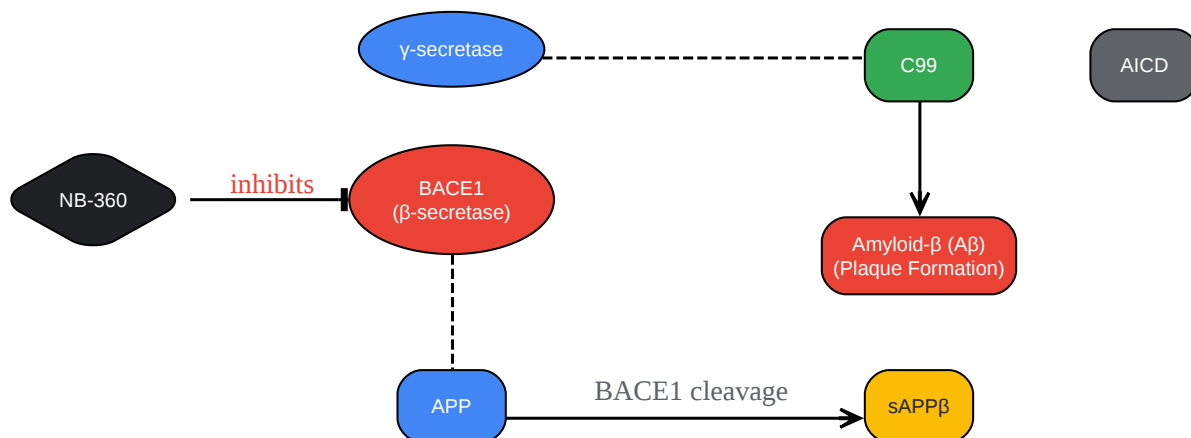 γ-secretase
C99
AICD
NB-360
inhibits
BACE1
(β-secretase)
Amyloid-β (Aβ)
(Plaque Formation)
APP
BACE1 cleavage
sAPPβ